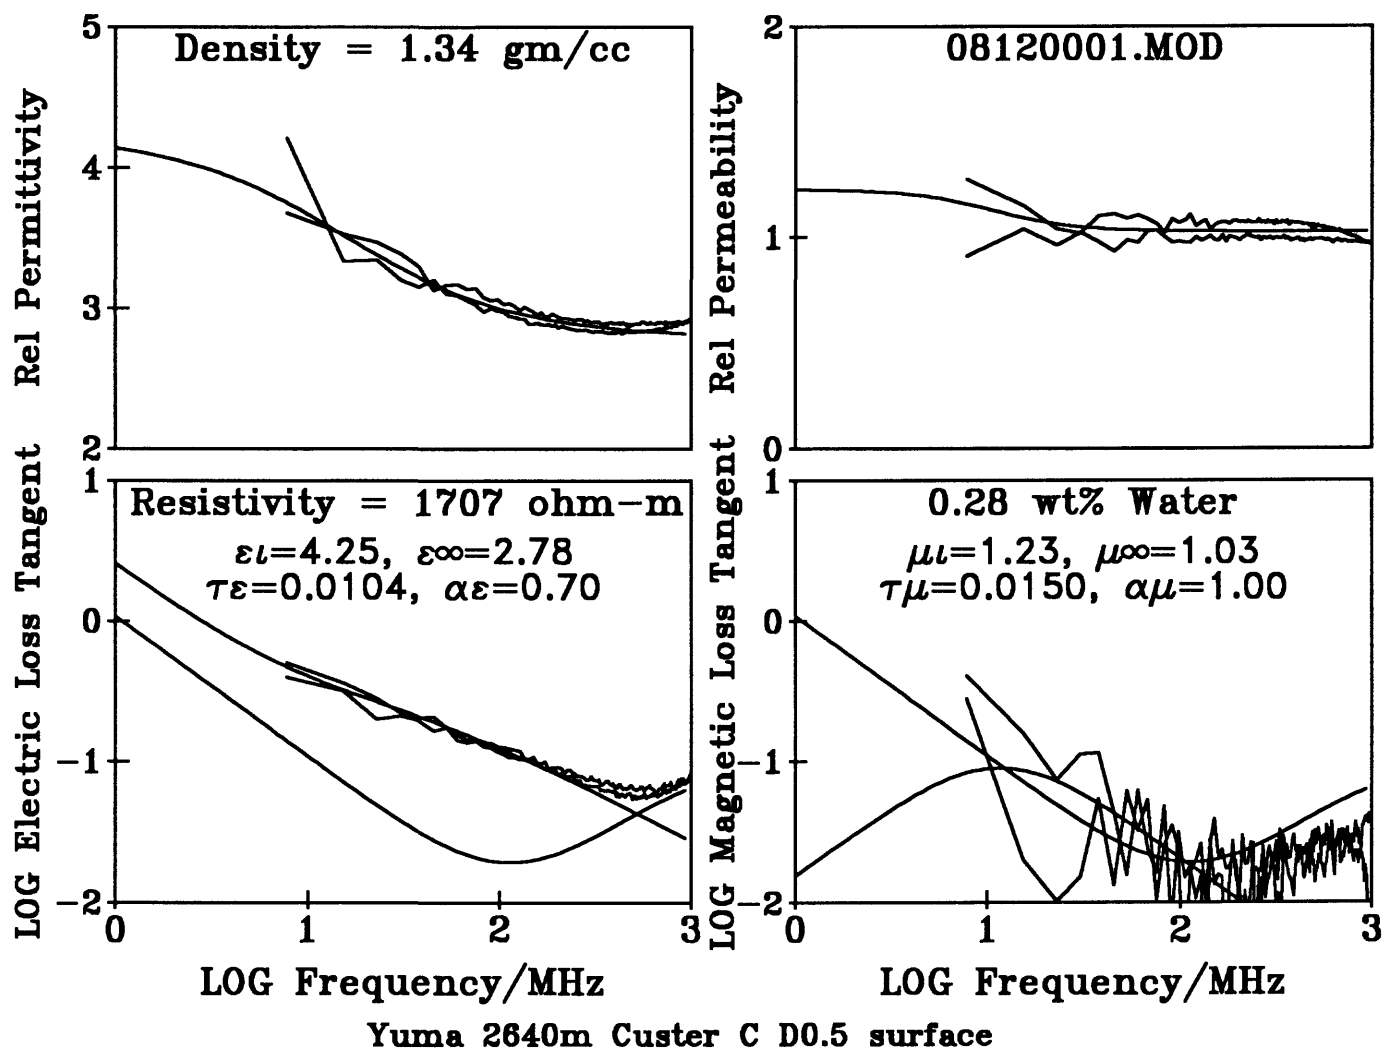 Density = 1.34 gm/cc
Rel Permittivity
5
4
3
2
08120001.MOD
Rel Permeability
2
1
0
Resistivity = 1707 ohm-m
ει=4.25, ε∞=2.78
τε=0.0104, αε=0.70
LOG Electric Loss Tangent
1
0
-1
-2
0 1 2 3
LOG Frequency/MHz
0.28 wt% Water
μι=1.23, μ∞=1.03
τμ=0.0150, αμ=1.00
LOG Magnetic Loss Tangent
1
0
-1
-2
0 1 2 3
LOG Frequency/MHz
Yuma 2640m Custer C D0.5 surface